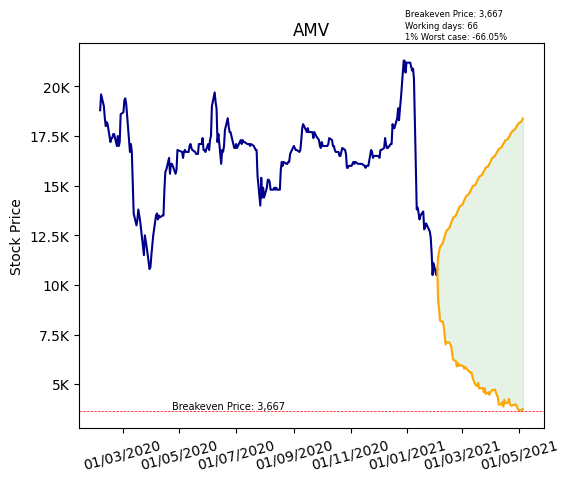 Breakeven Price: 3,667
Working days: 66
1% Worst case: -66.05%
AMV
Stock Price
20K
17.5K
15K
12.5K
10K
7.5K
5K
Breakeven Price: 3,667
01/03/2020
01/05/2020
01/07/2020
01/09/2020
01/11/2020
01/01/2021
01/03/2021
01/05/2021